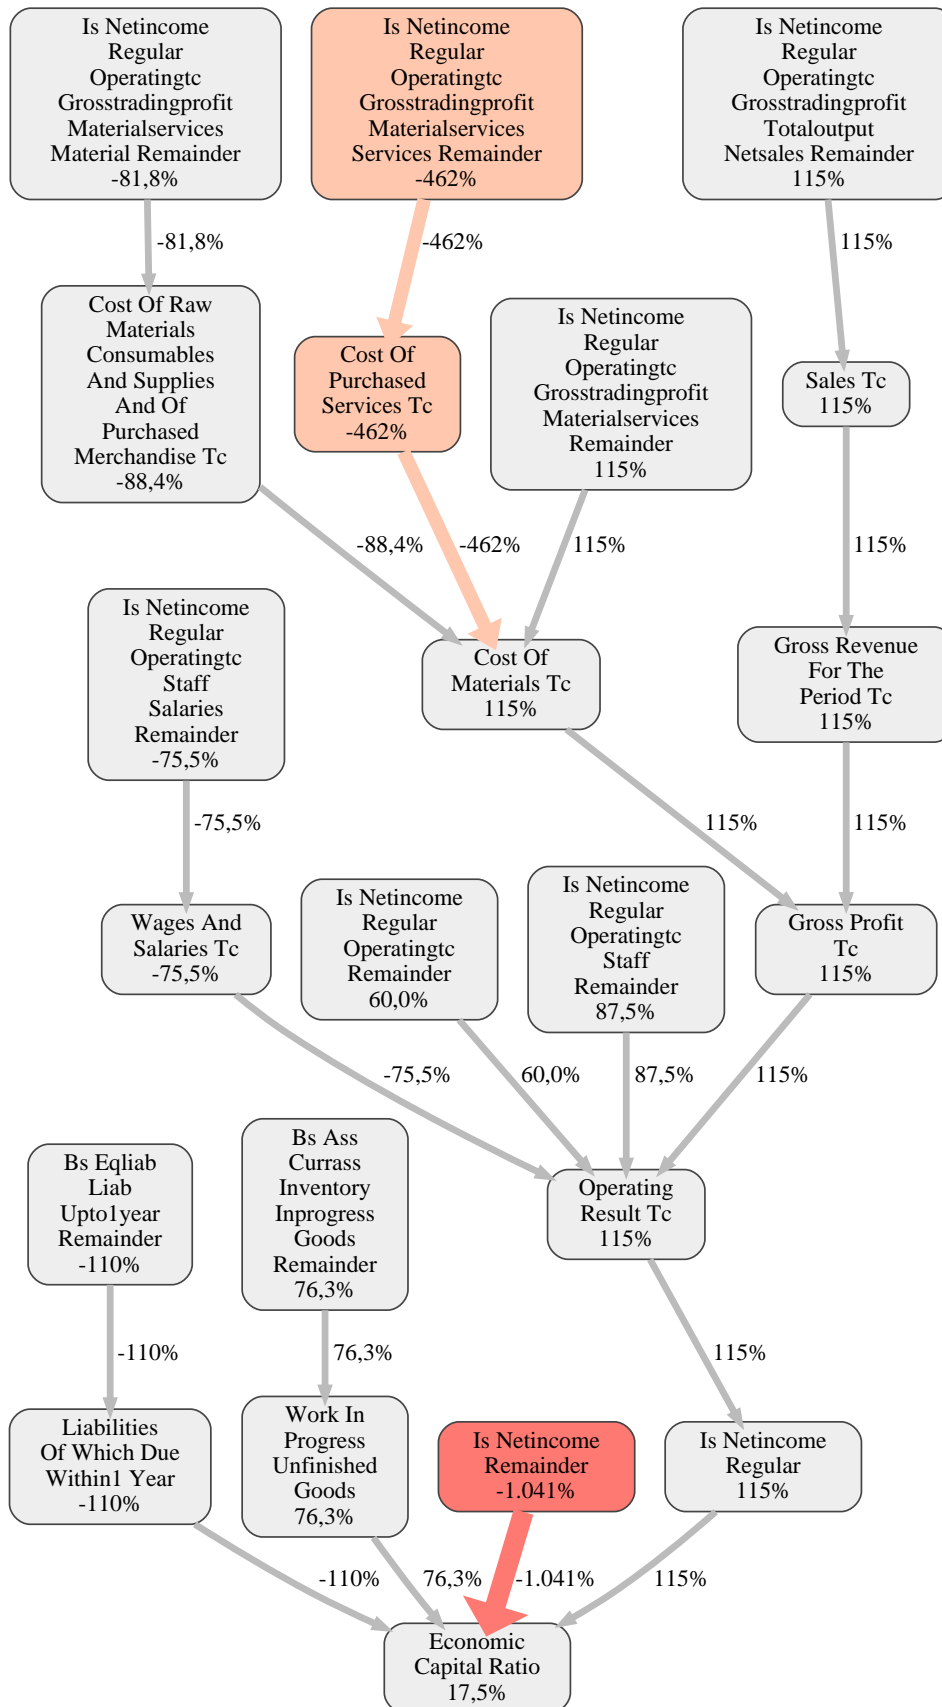 Is Netincome
Regular
Operatingtc
Grosstradingprofit
Materialservices
Material Remainder
-81,8%
Is Netincome
Regular
Operatingtc
Grosstradingprofit
Materialservices
Services Remainder
-462%
Is Netincome
Regular
Operatingtc
Grosstradingprofit
Totaloutput
Netsales Remainder
115%
-81,8%
-462%
115%
Cost Of Raw
Materials
Consumables
And Supplies
And Of
Purchased
Merchandise Tc
-88,4%
Cost Of
Purchased
Services Tc
-462%
Is Netincome
Regular
Operatingtc
Grosstradingprofit
Materialservices
Remainder
115%
Sales Tc
115%
-88,4%
-462%
115%
115%
Is Netincome
Regular
Operatingtc
Staff
Salaries
Remainder
-75,5%
Cost Of
Materials Tc
115%
Gross Revenue
For The
Period Tc
115%
-75,5%
115%
115%
Wages And
Salaries Tc
-75,5%
Is Netincome
Regular
Operatingtc
Remainder
60,0%
Is Netincome
Regular
Operatingtc
Staff
Remainder
87,5%
Gross Profit
Tc
115%
-75,5%
60,0%
87,5%
115%
Bs Eqliab
Liab
Upto1year
Remainder
-110%
Bs Ass
Currass
Inventory
Inprogress
Goods
Remainder
76,3%
Operating
Result Tc
115%
-110%
76,3%
115%
Liabilities
Of Which Due
Within1 Year
-110%
Work In
Progress
Unfinished
Goods
76,3%
Is Netincome
Remainder
-1.041%
Is Netincome
Regular
115%
-110%
76,3%
-1.041%
115%
Economic
Capital Ratio
17,5%